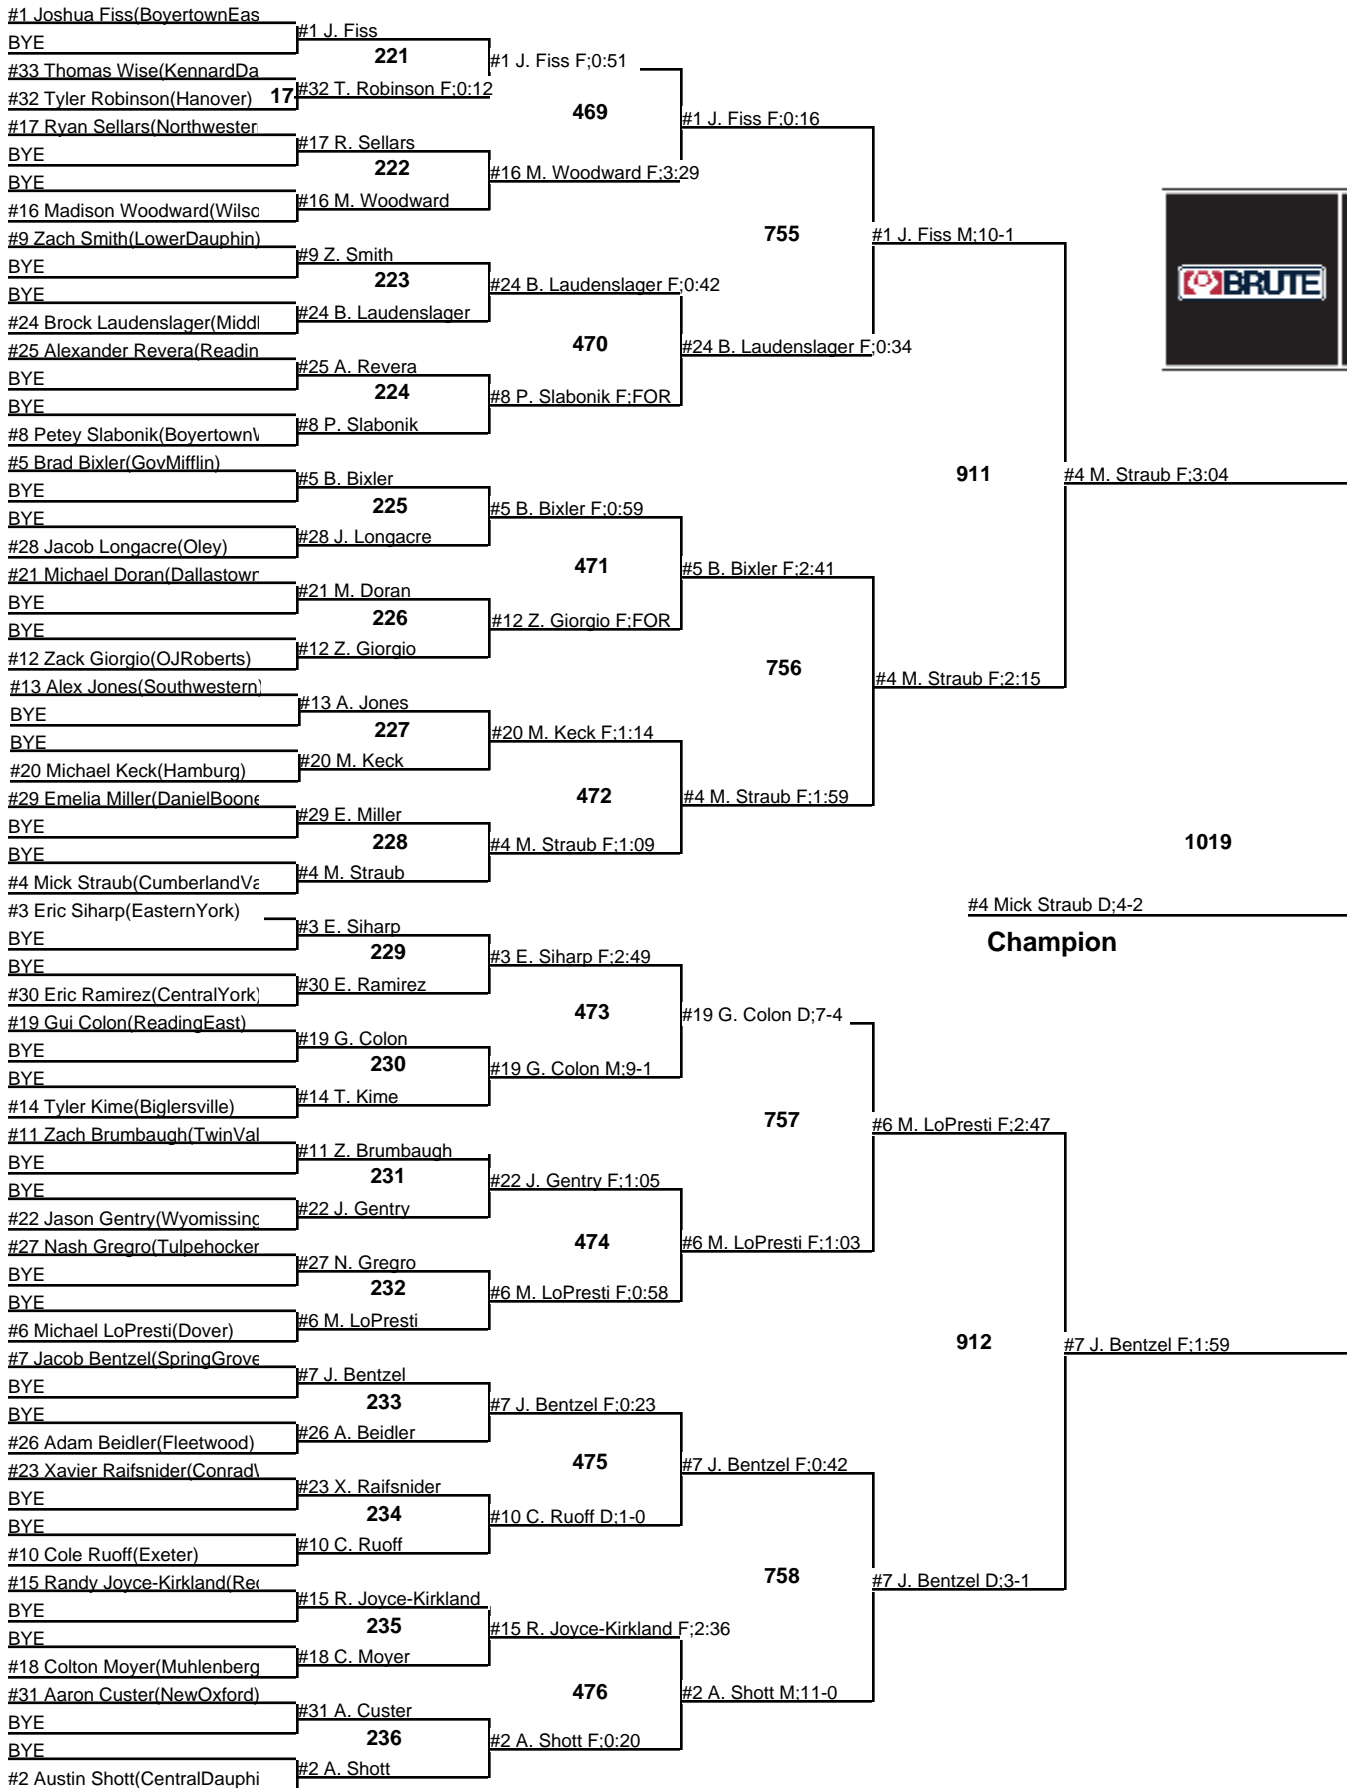 #1 Joshua Fiss(BoyertownEas
BYE
#33 Thomas Wise(KennardDa
#32 Tyler Robinson(Hanover) 17
#17 Ryan Sellars(Northwester
BYE
BYE
#16 Madison Woodward(Wilso
#9 Zach Smith(LowerDauphin)
BYE
BYE
#24 Brock Laudenslager(Middl
#25 Alexander Revera(Readin
BYE
BYE
#8 Petey Slabonik(Boyertown
#5 Brad Bixler(GovMifflin)
BYE
BYE
#28 Jacob Longacre(Oley)
#21 Michael Doran(Dallastown
BYE
BYE
#12 Zack Giorgio(OJRoberts)
#13 Alex Jones(Southwestern)
BYE
BYE
#20 Michael Keck(Hamburg)
#29 Emelia Miller(DanielBoone
BYE
BYE
#4 Mick Straub(CumberlandVa
#3 Eric Siharp(EasternYork)
BYE
BYE
#30 Eric Ramirez(CentralYork)
#19 Gui Colon(ReadingEast)
BYE
BYE
#14 Tyler Kime(Biglersville)
#11 Zach Brumbaugh(TwinVal
BYE
BYE
#22 Jason Gentry(Wyomissing
#27 Nash Gregro(Tulpehocken
BYE
BYE
#6 Michael LoPresti(Dover)
#7 Jacob Bentzel(SpringGrove
BYE
BYE
#26 Adam Beidler(Fleetwood)
#23 Xavier Raifsnider(Conrad
BYE
BYE
#10 Cole Ruoff(Exeter)
#15 Randy Joyce-Kirkland(Red
BYE
BYE
#18 Colton Moyer(Muhlenberg
#31 Aaron Custer(NewOxford)
BYE
BYE
#2 Austin Shott(CentralDauphi
#1 J. Fiss
221
#32 T. Robinson F;0:12
#17 R. Sellars
222
#16 M. Woodward
#9 Z. Smith
223
#24 B. Laudenslager
#25 A. Revera
224
#8 P. Slabonik
#5 B. Bixler
225
#28 J. Longacre
#21 M. Doran
226
#12 Z. Giorgio
#13 A. Jones
227
#20 M. Keck
#29 E. Miller
228
#4 M. Straub
#3 E. Siharp
229
#30 E. Ramirez
#19 G. Colon
230
#14 T. Kime
#11 Z. Brumbaugh
231
#22 J. Gentry
#27 N. Gregro
232
#6 M. LoPresti
#7 J. Bentzel
233
#26 A. Beidler
#23 X. Raifsnider
234
#10 C. Ruoff
#15 R. Joyce-Kirkland
235
#18 C. Moyer
#31 A. Custer
236
#2 A. Shott
#1 J. Fiss F;0:51
469
#16 M. Woodward F;3:29
#24 B. Laudenslager F;0:42
470
#8 P. Slabonik F;FOR
#5 B. Bixler F;0:59
471
#12 Z. Giorgio F;FOR
#20 M. Keck F;1:14
472
#4 M. Straub F;1:09
#3 E. Siharp F;2:49
473
#19 G. Colon M;9-1
#22 J. Gentry F;1:05
474
#6 M. LoPresti F;0:58
#7 J. Bentzel F;0:23
475
#10 C. Ruoff D;1-0
#15 R. Joyce-Kirkland F;2:36
476
#2 A. Shott F;0:20
#1 J. Fiss F;0:16
755
#24 B. Laudenslager F;0:34
#5 B. Bixler F;2:41
756
#4 M. Straub F;1:59
#19 G. Colon D;7-4
757
#6 M. LoPresti F;1:03
#7 J. Bentzel F;0:42
758
#2 A. Shott M;11-0
#1 J. Fiss M;10-1
911
#4 M. Straub F;2:15
#6 M. LoPresti F;2:47
912
#7 J. Bentzel D;3-1
BRUTE
#4 M. Straub F;3:04
1019
#7 J. Bentzel F;1:59
#4 Mick Straub D;4-2
Champion